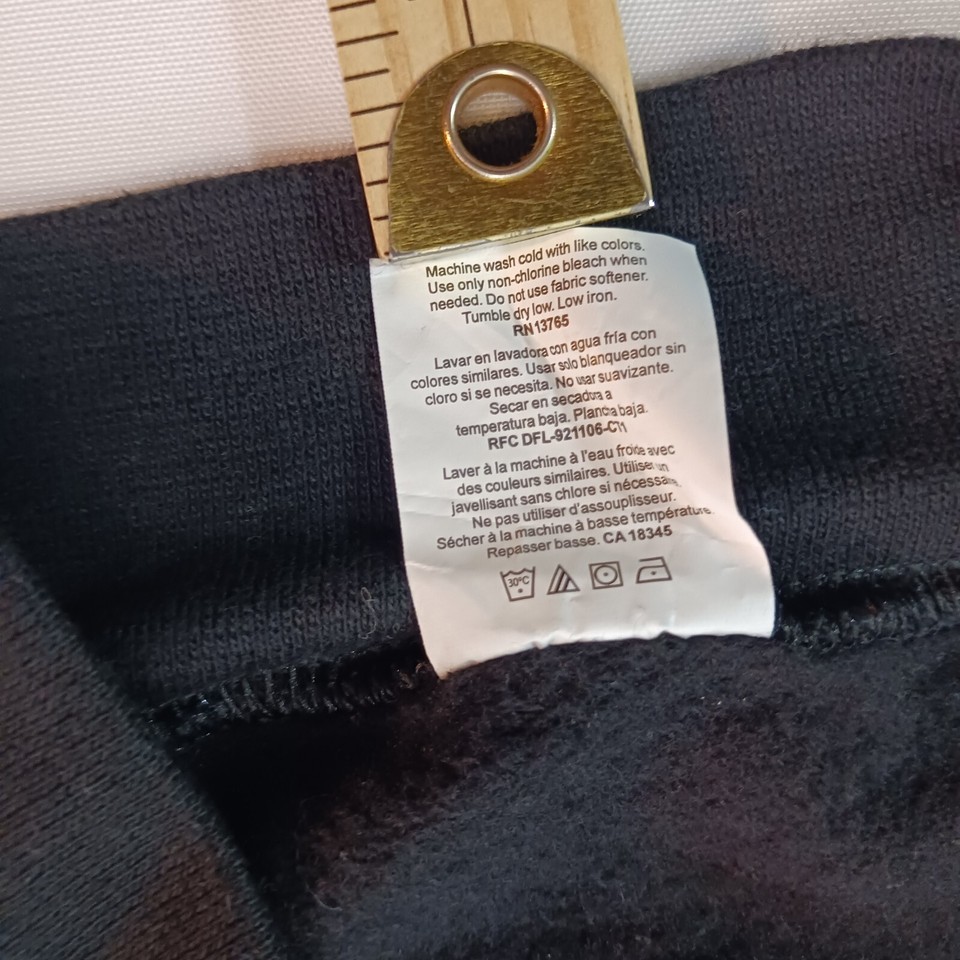 Machine wash cold with like colors.
Use only non-chlorine bleach when
needed. Do not use fabric softener.
Tumble dry low. Low iron.
RN13765
Lavar en lavadora con agua fría con
colores similares. Usar solo blanqueador sin
cloro si se necesita. No usar suavizante.
Secar en secadora a
temperatura baja. Plancha baja.
RFC DFL-921106-C11
Laver à la machine à l'eau froide avec
des couleurs similaires. Utiliser un
javellisant sans chlore si nécessaire.
Ne pas utiliser d'assouplisseur.
Sécher à la machine à basse température.
Repasser basse. CA 18345
30°C